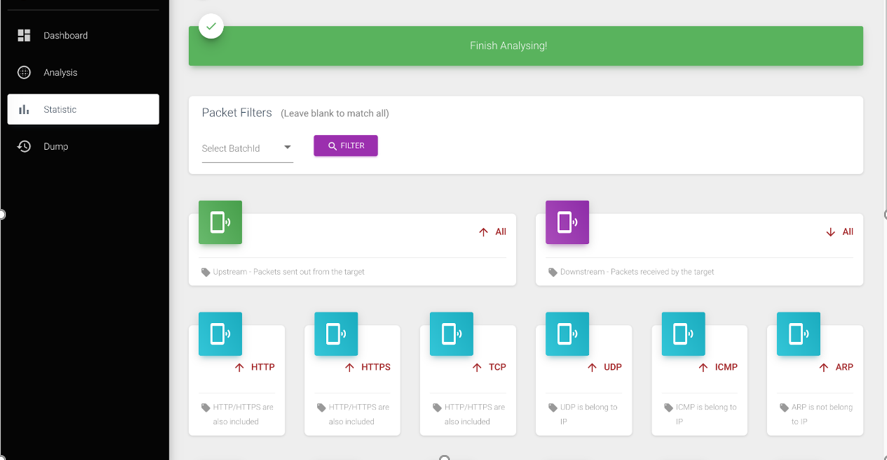 Dashboard
Analysis
Statistic
Dump
Finish Analysing!
Packet Filters (Leave blank to match all)
Select BatchId
FILTER
All
Upstream - Packets sent out from the target
All
Downstream - Packets received by the target
HTTP
HTTP/HTTPS are
also included
HTTPS
HTTP/HTTPS are
also included
TCP
HTTP/HTTPS are
also included
UDP
UDP is belong to
IP
ICMP
ICMP is belong to
IP
ARP
ARP is not belong
to IP